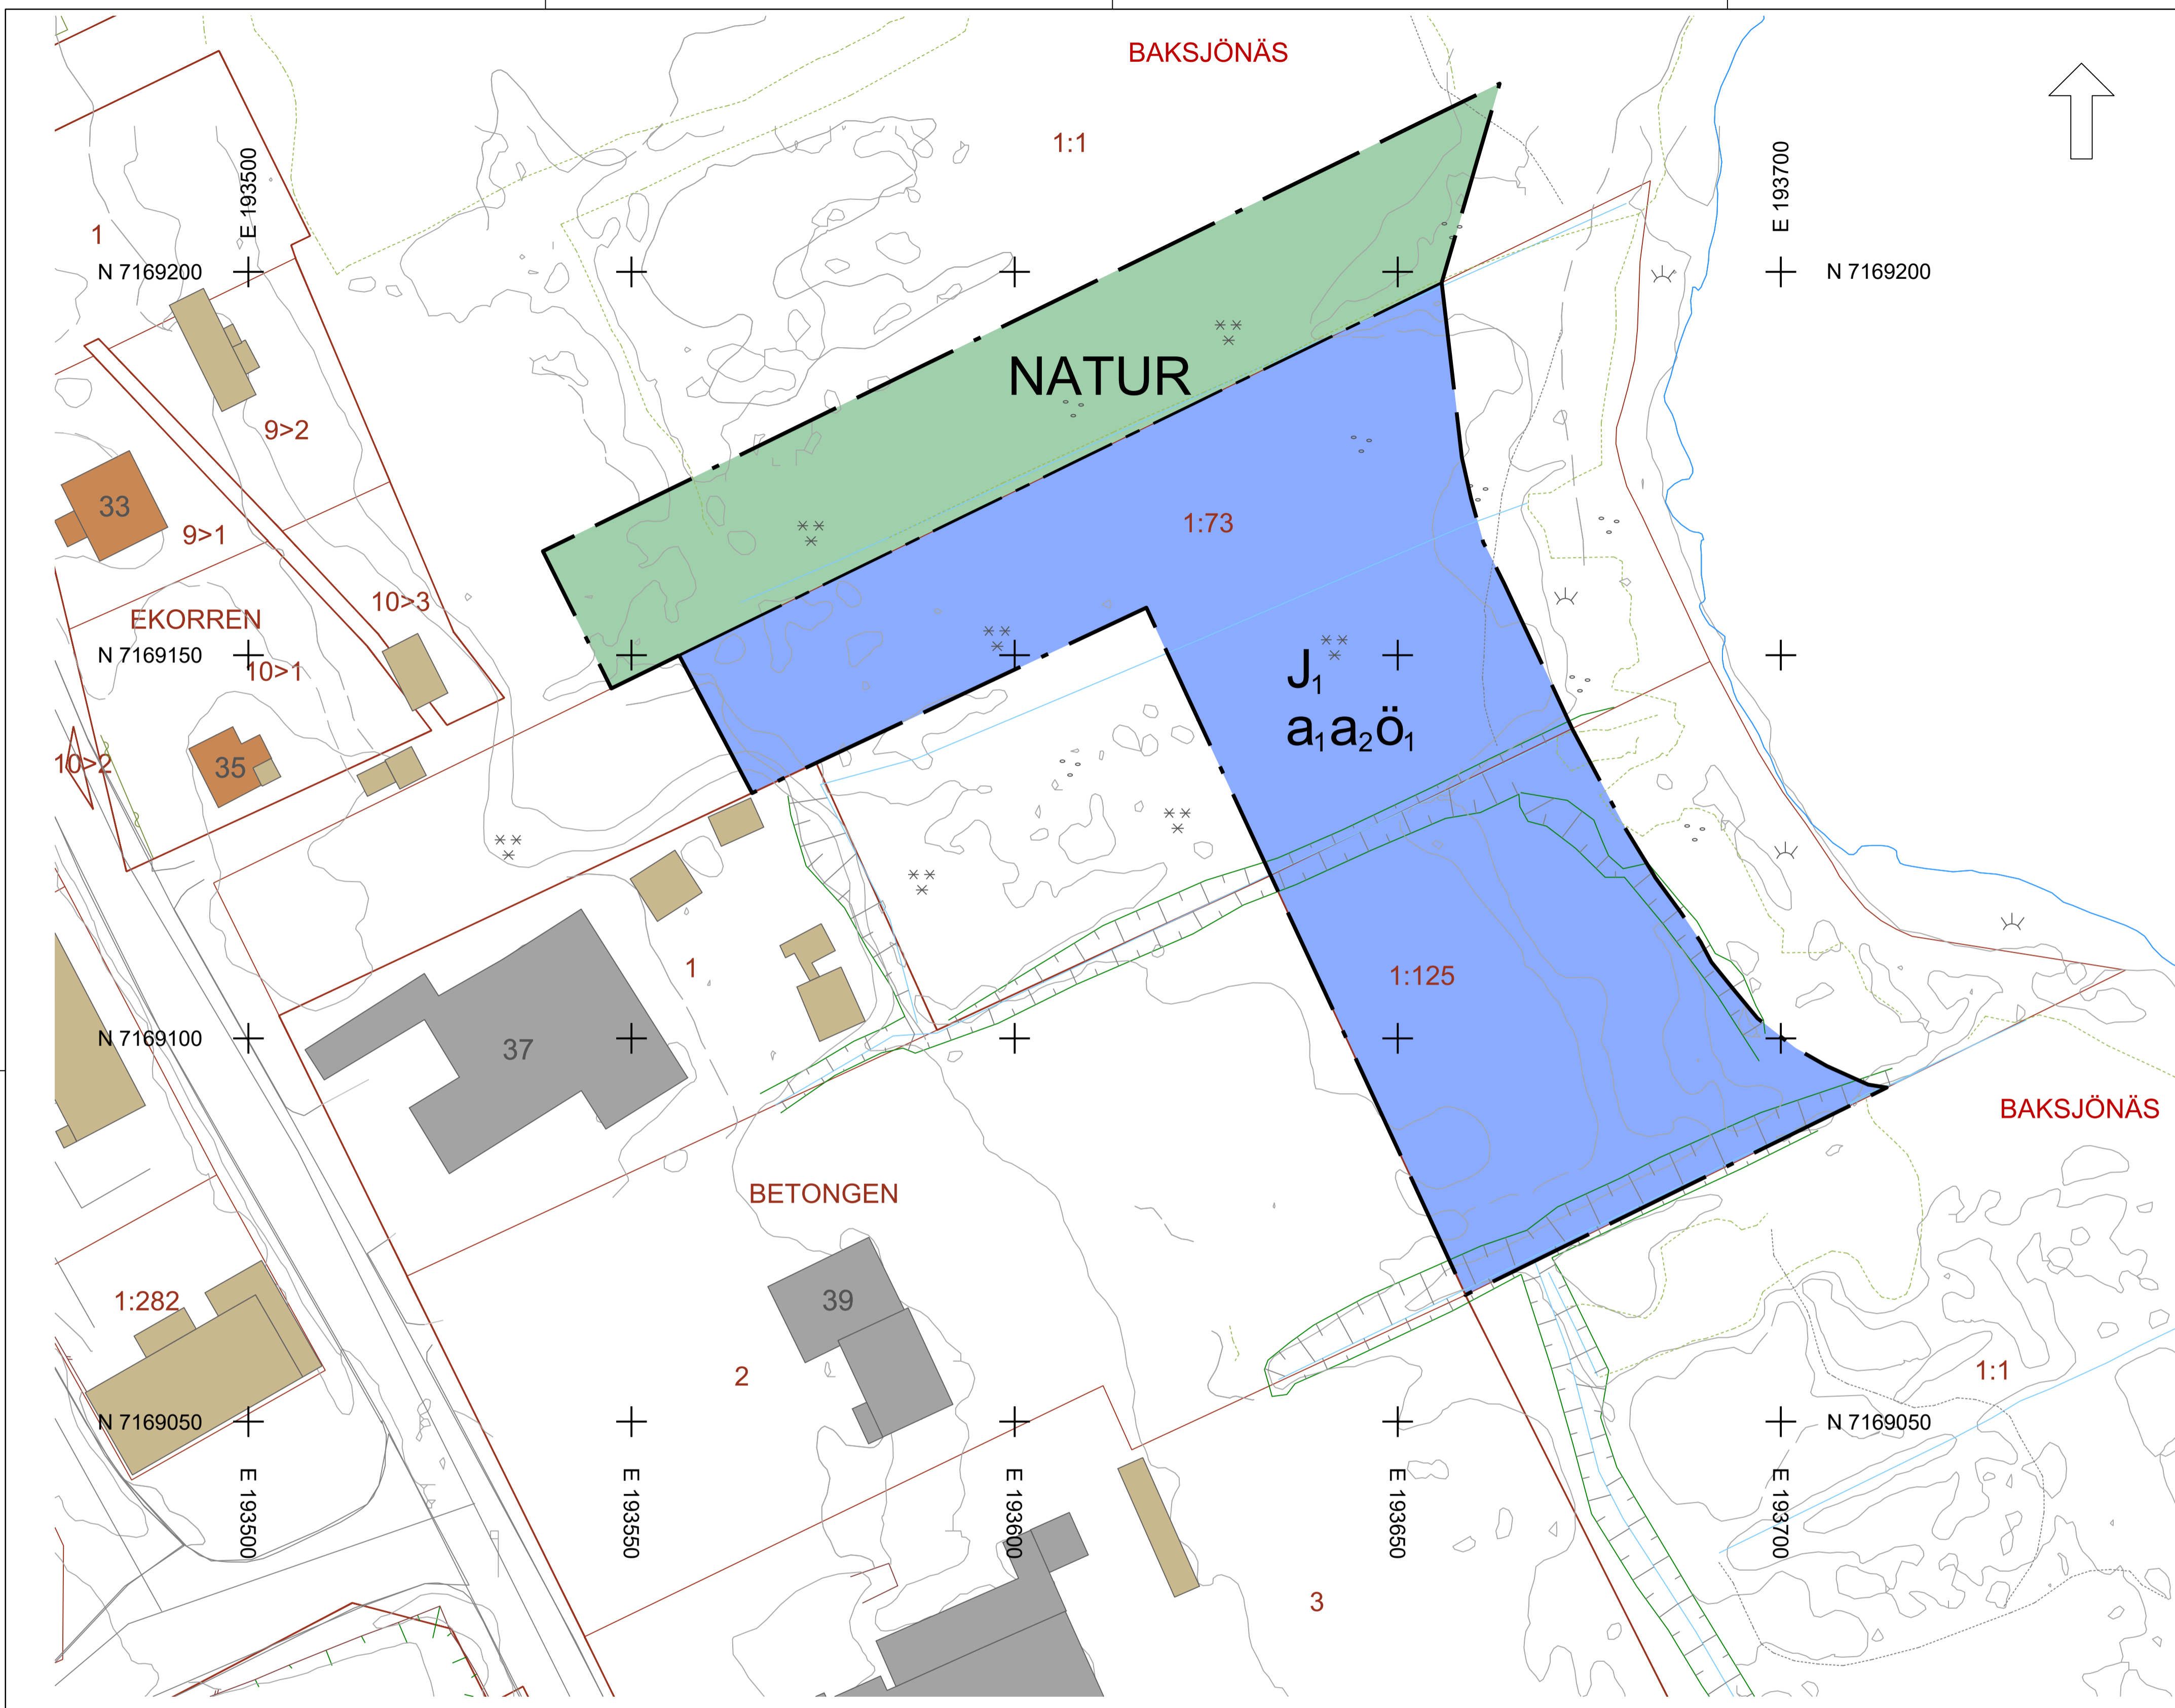 BAKSJÖNÄS
1:1
E 193500
E 193700
1
N 7169200
N 7169200
NATUR
9>2
33
9>1
1:73
10>3
EKORREN
N 7169150
10>1
J₁
a₁a₂ö₁
10>2
35
1
1:125
N 7169100
37
BAKSJÖNÄS
BETONGEN
1:282
39
2
1:1
N 7169050
N 7169050
E 193500
E 193550
E 193600
E 193650
E 193700
3